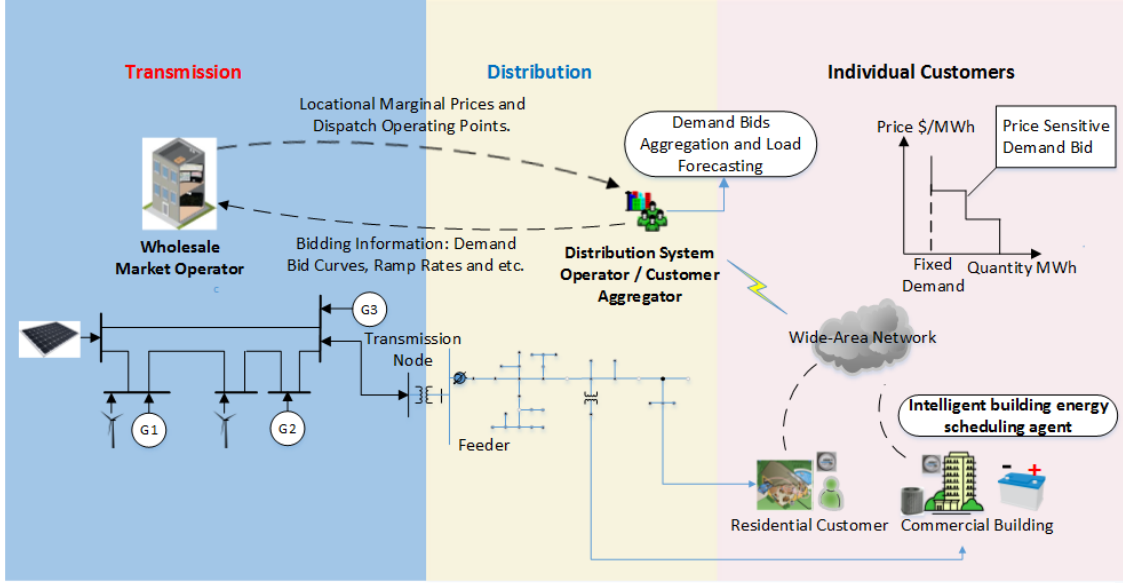 Transmission
Distribution
Individual Customers
Locational Marginal Prices and
Dispatch Operating Points.
Demand Bids
Aggregation and Load
Forecasting
Price $/MWh
Price Sensitive
Demand Bid
Wholesale
Market Operator
Bidding Information: Demand
Bid Curves, Ramp Rates and etc.
Distribution System
Operator / Customer
Aggregator
Fixed
Demand
Quantity MWh
c
G3
Transmission
Node
Wide-Area Network
G1
G2
Feeder
Intelligent building energy
scheduling agent
- +
Residential Customer
Commercial Building